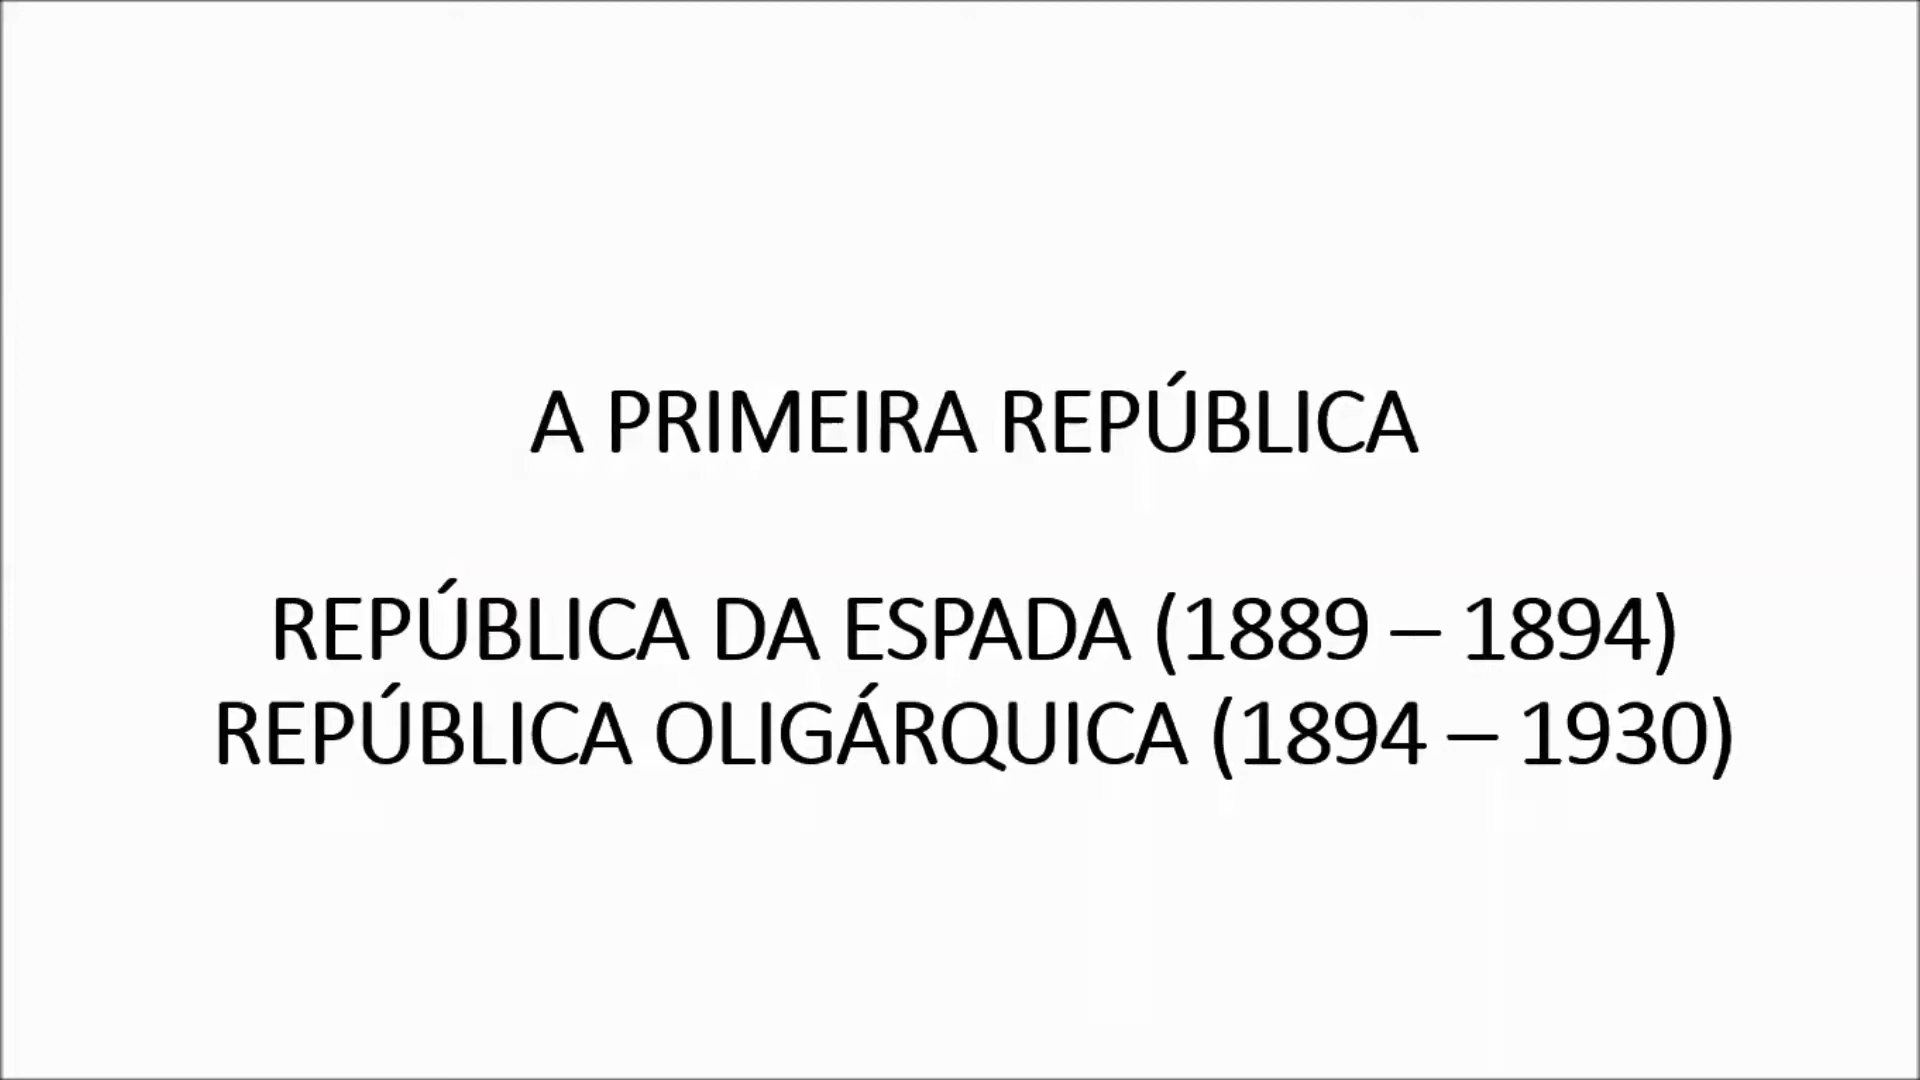 A PRIMEIRA REPÚBLICA
REPÚBLICA DA ESPADA (1889 – 1894)
REPÚBLICA OLIGÁRQUICA (1894 – 1930)